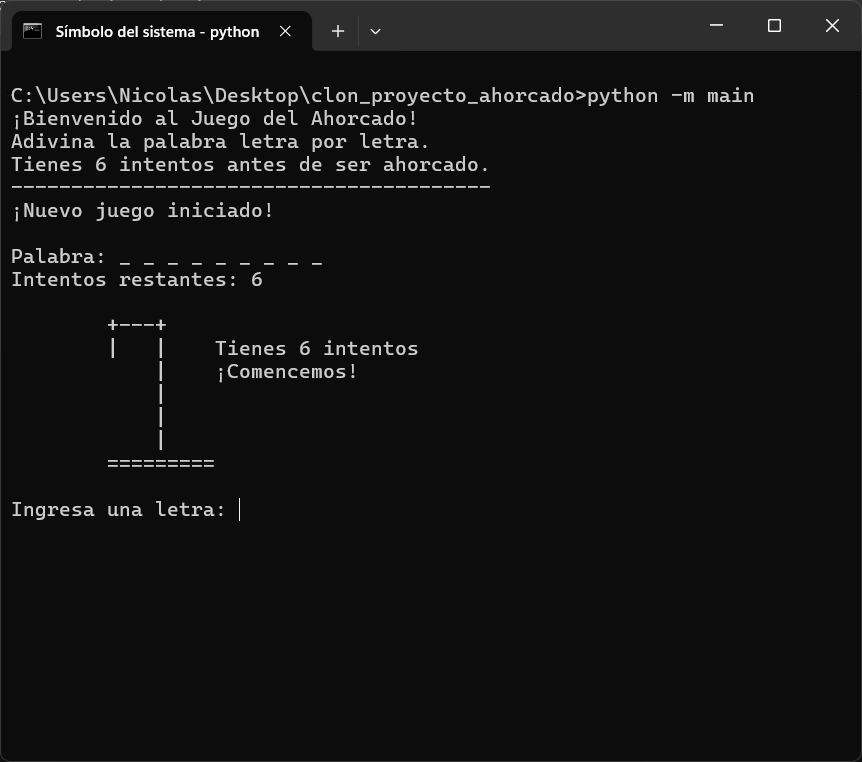 Símbolo del sistema - python
C:\Users\Nicolas\Desktop\clon_proyecto_ahorcado>python -m main
¡Bienvenido al Juego del Ahorcado!
Adivina la palabra letra por letra.
Tienes 6 intentos antes de ser ahorcado.
----------------------------------------
¡Nuevo juego iniciado!
Palabra: _ _ _ _ _ _ _ _ _
Intentos restantes: 6
        +---+
        |   |    Tienes 6 intentos
            |    ¡Comencemos!
            |
            |
            |
        =========
Ingresa una letra: